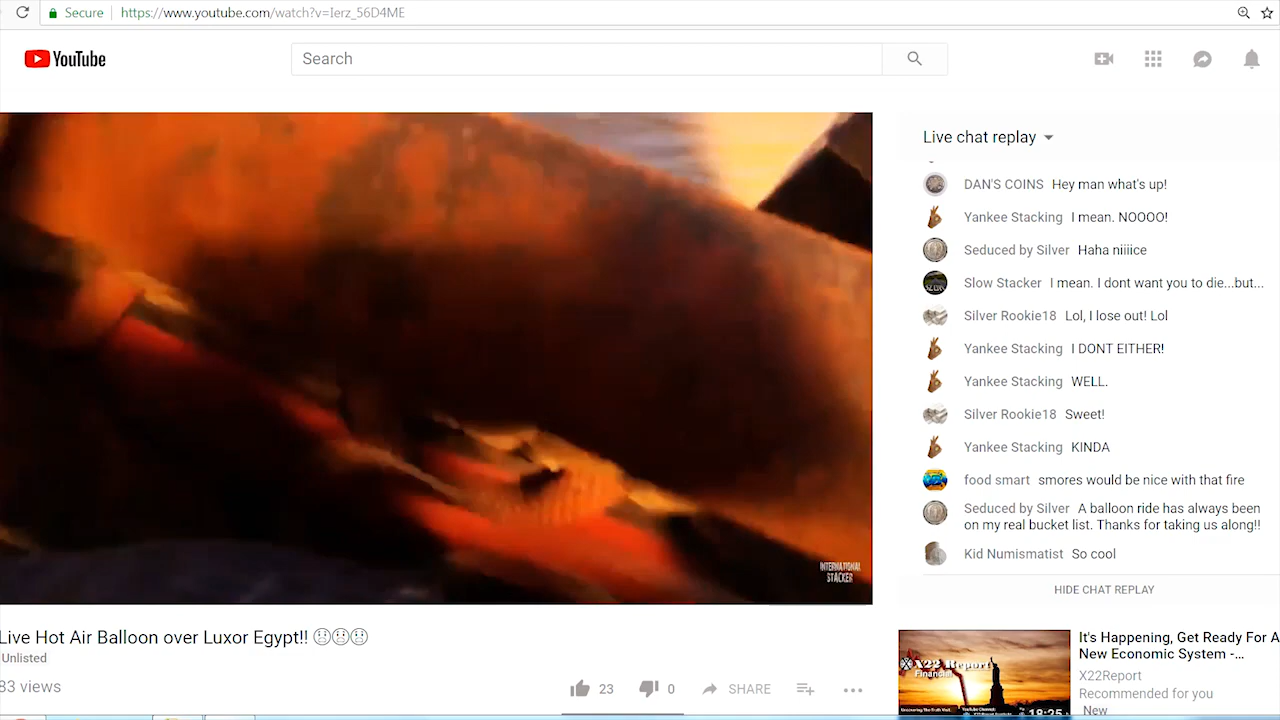 Secure https://www.youtube.com/watch?v=Ierz_56D4ME
YouTube
Search
Live chat replay
DAN'S COINS Hey man what's up!
Yankee Stacking I mean. NOOOO!
Seduced by Silver Haha niiiice
Slow Stacker I mean. I dont want you to die...but...
Silver Rookie18 Lol, I lose out! Lol
Yankee Stacking I DONT EITHER!
Yankee Stacking WELL.
Silver Rookie18 Sweet!
Yankee Stacking KINDA
food smart smores would be nice with that fire
Seduced by Silver A balloon ride has always been
on my real bucket list. Thanks for taking us along!!
Kid Numismatist So cool
HIDE CHAT REPLAY
INTERNATIONAL
STACKER
Live Hot Air Balloon over Luxor Egypt!!
Unlisted
83 views
23
0
SHARE
X22 Report
Financial
18:25
It's Happening, Get Ready For A
New Economic System -...
X22Report
Recommended for you
New